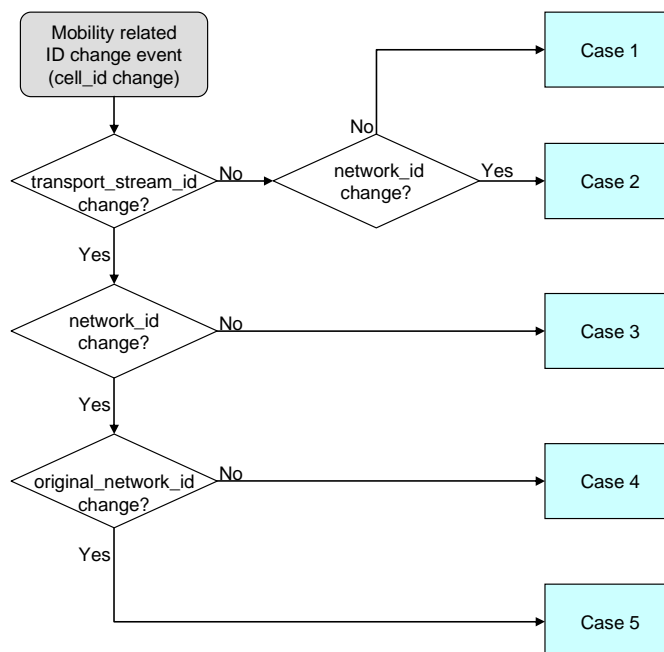 Mobility related
ID change event
(cell_id change)
Case 1
No
transport_stream_id
change?
No
network_id
change?
Yes
Case 2
Yes
network_id
change?
No
Case 3
Yes
original_network_id
change?
No
Case 4
Yes
Case 5